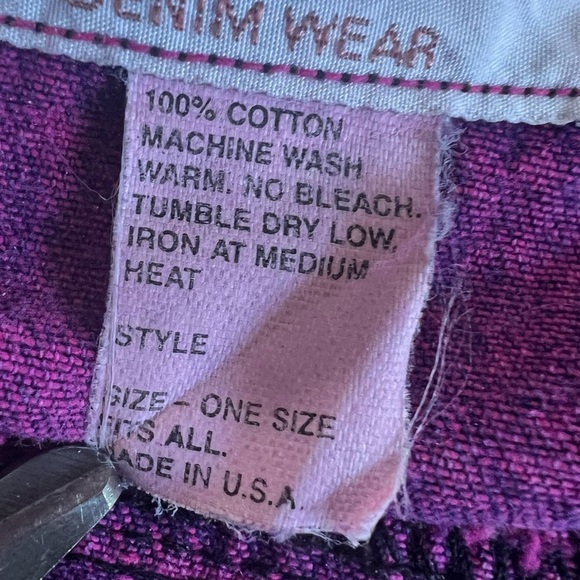 DENIM WEAR
100% COTTON
MACHINE WASH
WARM. NO BLEACH.
TUMBLE DRY LOW.
IRON AT MEDIUM
HEAT
STYLE
SIZE - ONE SIZE
FITS ALL.
MADE IN U.S.A.